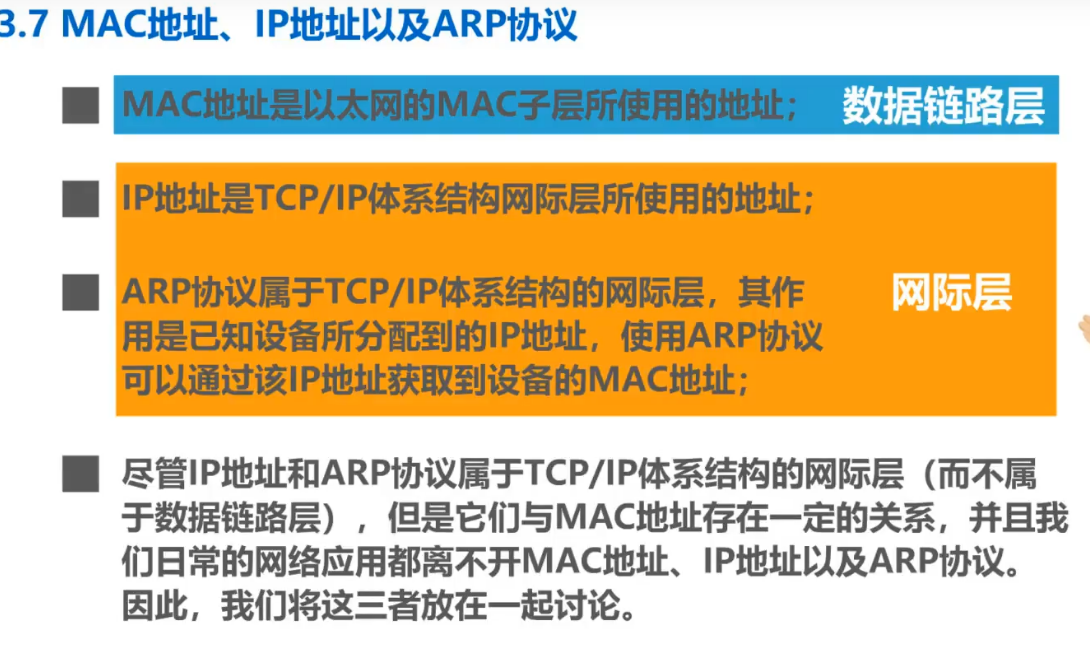 3.7 MAC地址、IP地址以及ARP协议
MAC地址是以太网的MAC子层所使用的地址；
数据链路层
IP地址是TCP/IP体系结构网际层所使用的地址；
ARP协议属于TCP/IP体系结构的网际层，其作
用是已知设备所分配到的IP地址，使用ARP协议
可以通过该IP地址获取到设备的MAC地址；
网际层
尽管IP地址和ARP协议属于TCP/IP体系结构的网际层（而不属
于数据链路层），但是它们与MAC地址存在一定的关系，并且我
们日常的网络应用都离不开MAC地址、IP地址以及ARP协议。
因此，我们将这三者放在一起讨论。